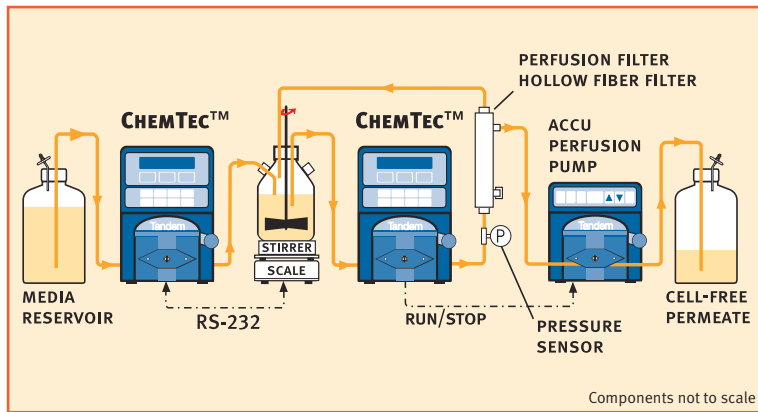 PERFUSION FILTER
HOLLOW FIBER FILTER
CHEMTEC™
CHEMTEC™
ACCU
PERFUSION
PUMP
Tandem
Tandem
Tandem
STIRRER
SCALE
P
MEDIA
RESERVOIR
RS-232
RUN/STOP
PRESSURE
SENSOR
CELL-FREE
PERMEATE
Components not to scale